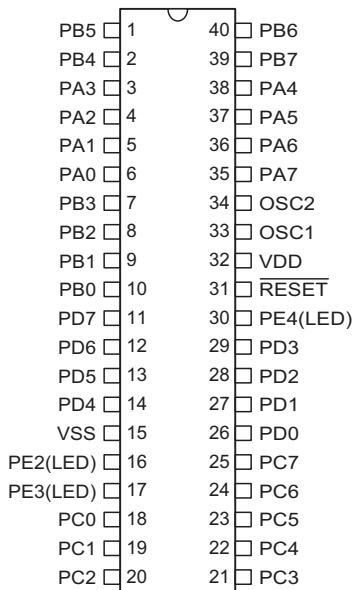 PB5 1 40 PB6
PB4 2 39 PB7
PA3 3 38 PA4
PA2 4 37 PA5
PA1 5 36 PA6
PA0 6 35 PA7
PB3 7 34 OSC2
PB2 8 33 OSC1
PB1 9 32 VDD
PB0 10 31 RESET
PD7 11 30 PE4(LED)
PD6 12 29 PD3
PD5 13 28 PD2
PD4 14 27 PD1
VSS 15 26 PD0
PE2(LED) 16 25 PC7
PE3(LED) 17 24 PC6
PC0 18 23 PC5
PC1 19 22 PC4
PC2 20 21 PC3